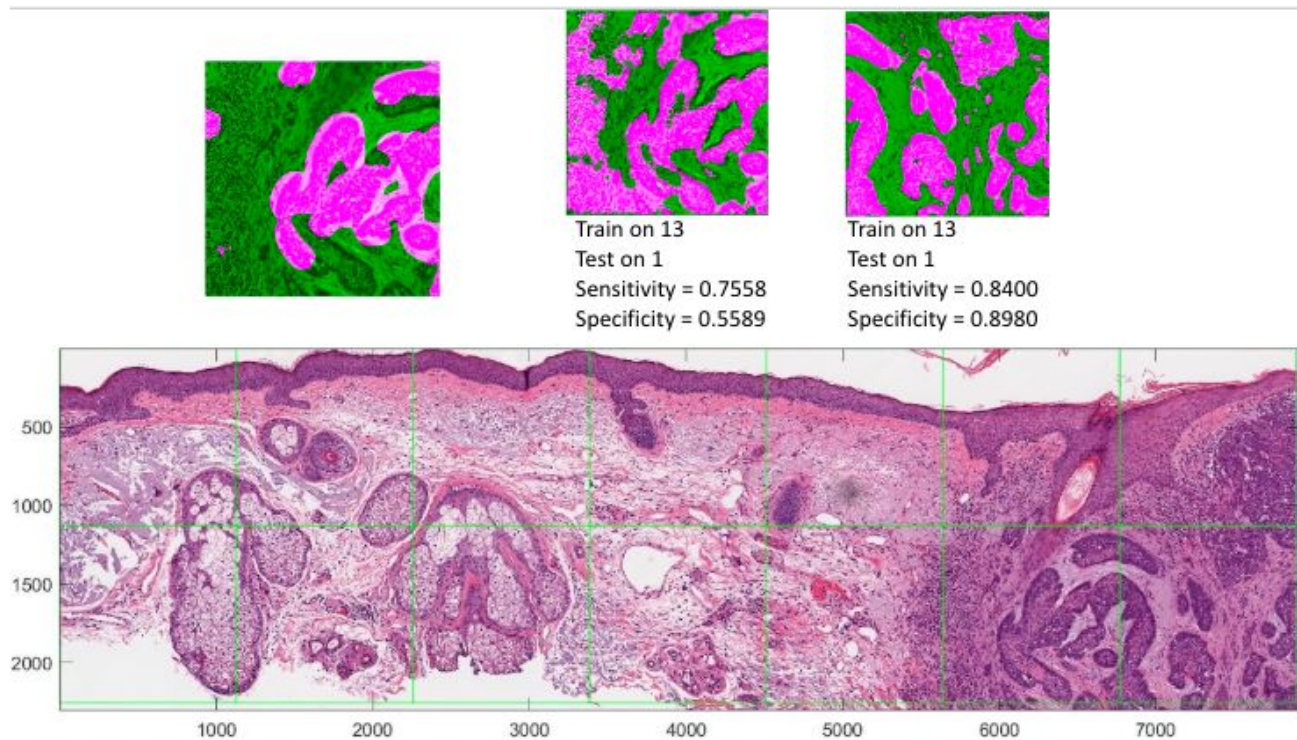 Train on 13
Test on 1
Sensitivity = 0.7558
Specificity = 0.5589
Train on 13
Test on 1
Sensitivity = 0.8400
Specificity = 0.8980
500
1000
1500
2000
1000
2000
3000
4000
5000
6000
7000